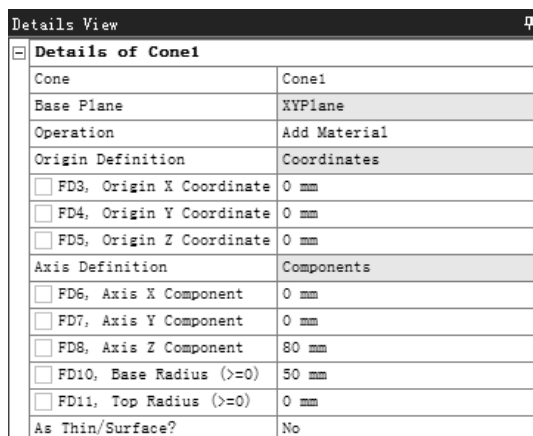 Details View
Details of Cone1
Cone Cone1
Base Plane XYPlane
Operation Add Material
Origin Definition Coordinates
FD3, Origin X Coordinate 0 mm
FD4, Origin Y Coordinate 0 mm
FD5, Origin Z Coordinate 0 mm
Axis Definition Components
FD6, Axis X Component 0 mm
FD7, Axis Y Component 0 mm
FD8, Axis Z Component 80 mm
FD10, Base Radius (>=0) 50 mm
FD11, Top Radius (>=0) 0 mm
As Thin/Surface? No